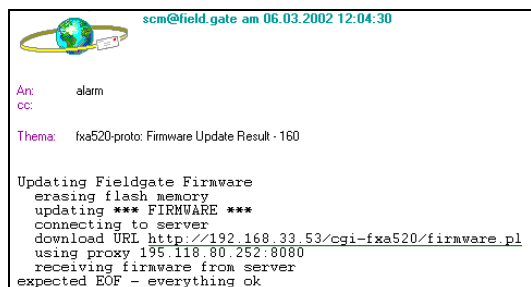 scm@field.gate am 06.03.2002 12:04:30
An: alarm
cc:
Thema: fxa520-proto: Firmware Update Result - 160
Updating Fieldgate Firmware
erasing flash memory
updating *** FIRMWARE ***
connecting to server
download URL http://192.168.33.53/cgi-fxa520/firmware.pl
using proxy 195.118.80.252:8080
receiving firmware from server
expected EOF - everything ok